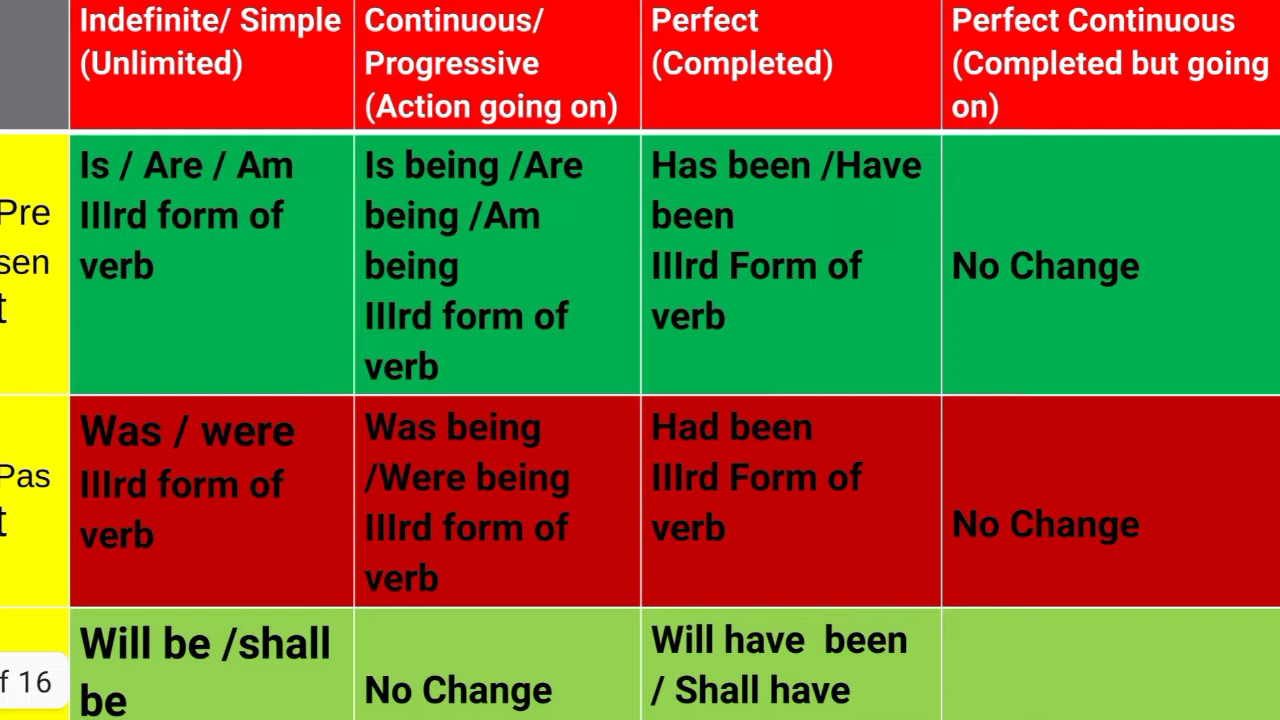 Indefinite/ Simple
(Unlimited)
Continuous/
Progressive
(Action going on)
Perfect
(Completed)
Perfect Continuous
(Completed but going
on)
Pre
sen
t
Is / Are / Am
IIIrd form of
verb
Is being /Are
being /Am
being
IIIrd form of
verb
Has been /Have
been
IIIrd Form of
verb
No Change
Pas
t
Was / were
IIIrd form of
verb
Was being
/Were being
IIIrd form of
verb
Had been
IIIrd Form of
verb
No Change
f 16
Will be /shall
be
No Change
Will have  been
/ Shall have